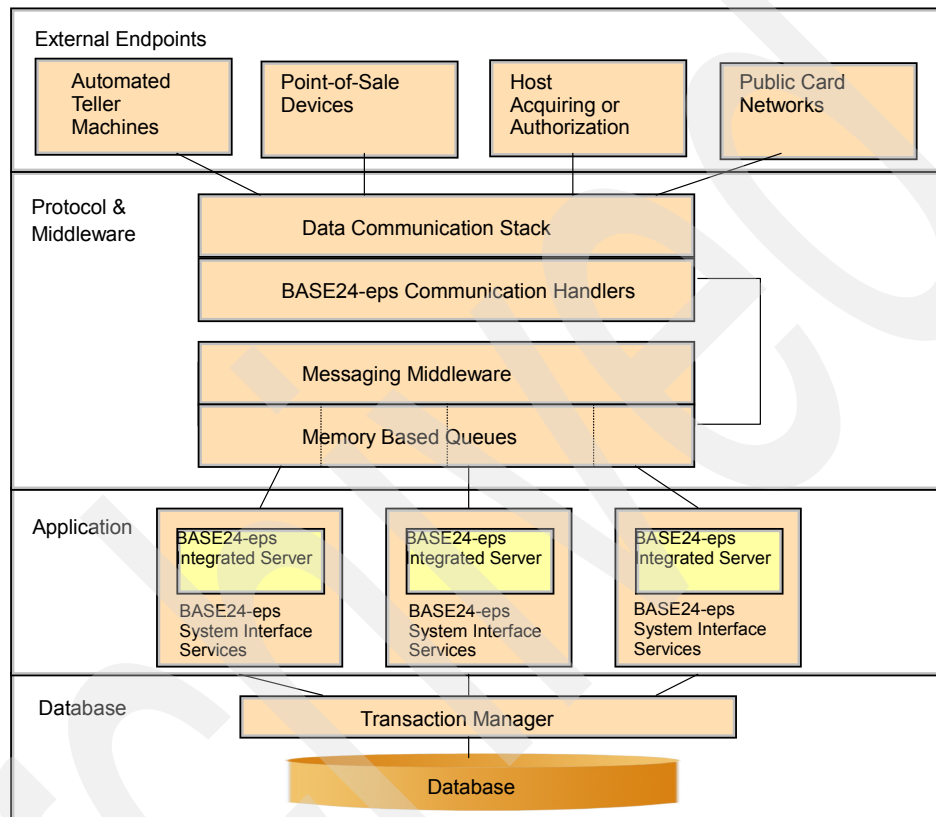 External Endpoints
Automated
Teller
Machines
Point-of-Sale
Devices
Host
Acquiring or
Authorization
Public Card
Networks
Protocol &
Middleware
Data Communication Stack
BASE24-eps Communication Handlers
Messaging Middleware
Memory Based Queues
Application
BASE24-eps
Integrated Server
BASE24-eps
System Interface
Services
BASE24-eps
Integrated Server
BASE24-eps
System Interface
Services
BASE24-eps
Integrated Server
BASE24-eps
System Interface
Services
Database
Transaction Manager
Database